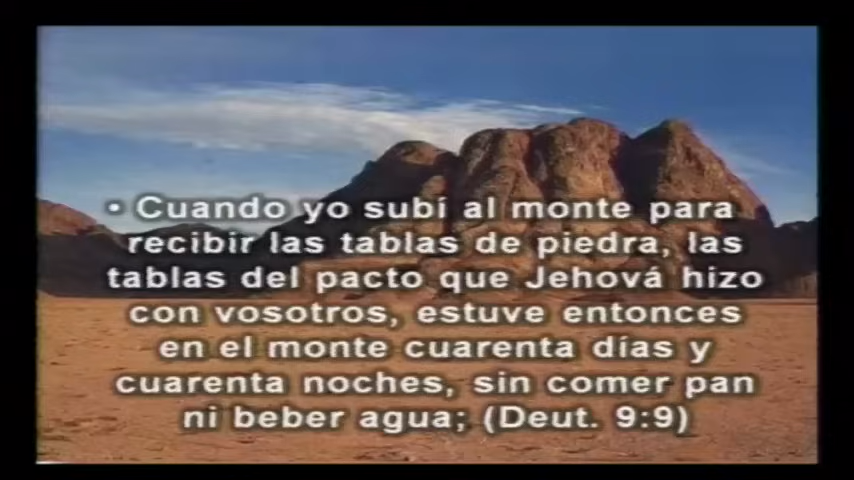 • Cuando yo subí al monte para
recibir las tablas de piedra, las
tablas del pacto que Jehová hizo
con vosotros, estuve entonces
en el monte cuarenta días y
cuarenta noches, sin comer pan
ni beber agua; (Deut. 9:9)